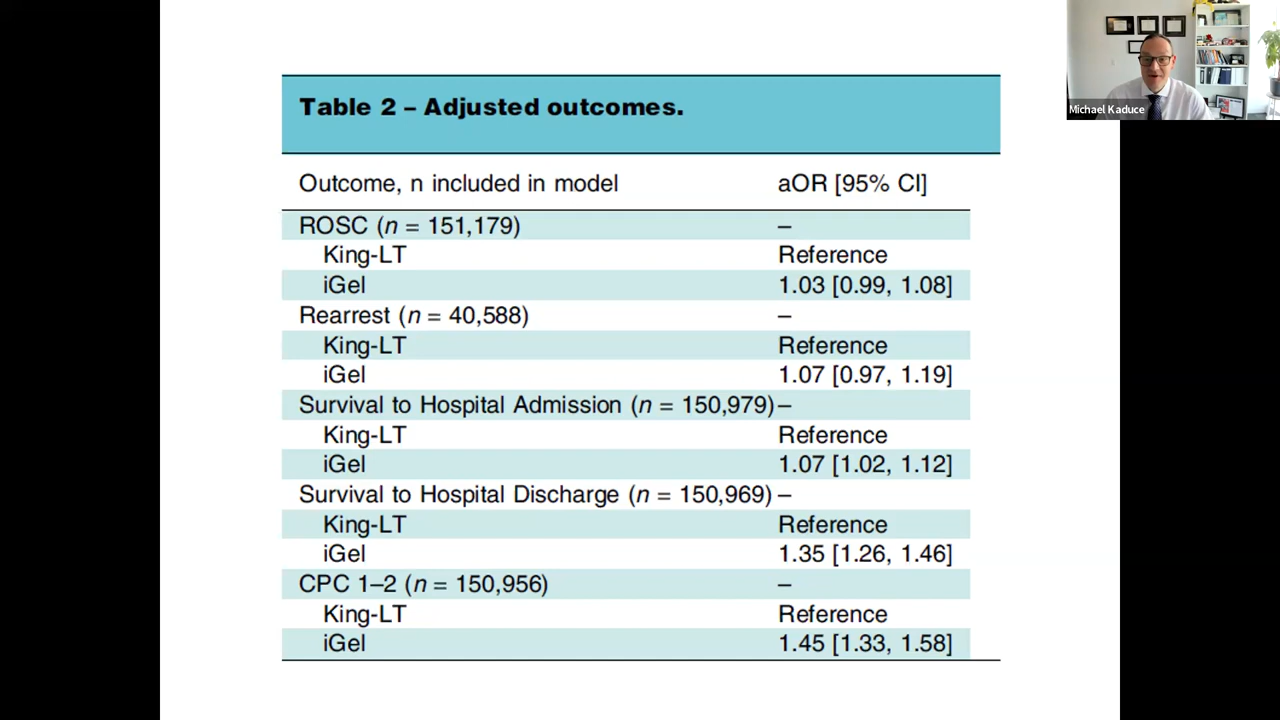 Michael Kaduce
Table 2 – Adjusted outcomes.
Outcome, n included in model aOR [95% CI]
ROSC (n = 151,179) –
King-LT Reference
iGel 1.03 [0.99, 1.08]
Rearrest (n = 40,588) –
King-LT Reference
iGel 1.07 [0.97, 1.19]
Survival to Hospital Admission (n = 150,979) –
King-LT Reference
iGel 1.07 [1.02, 1.12]
Survival to Hospital Discharge (n = 150,969) –
King-LT Reference
iGel 1.35 [1.26, 1.46]
CPC 1–2 (n = 150,956) –
King-LT Reference
iGel 1.45 [1.33, 1.58]